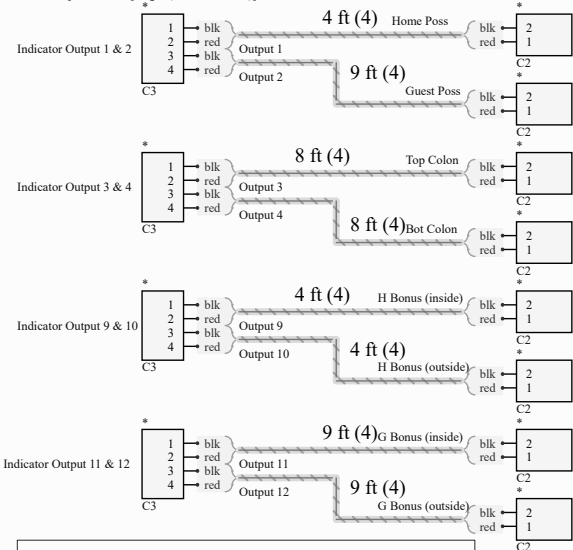 *
*
4 ft (4)
Home Poss
1 blk
blk 2
2 red
red 1
Indicator Output 1 & 2
3 blk
Output 1
C2
4 red
Output 2
9 ft (4)
*
C3
Guest Poss
blk 2
red 1
C2
*
*
8 ft (4)
Top Colon
1 blk
blk 2
2 red
red 1
Indicator Output 3 & 4
3 blk
Output 3
C2
4 red
Output 4
*
C3
8 ft (4)
Bot Colon
blk 2
red 1
C2
*
*
4 ft (4)
H Bonus (inside)
1 blk
blk 2
2 red
red 1
Indicator Output 9 & 10
3 blk
Output 9
C2
4 red
Output 10
4 ft (4)
*
C3
H Bonus (outside)
blk 2
red 1
C2
*
*
9 ft (4)
G Bonus (inside)
1 blk
blk 2
2 red
red 1
Indicator Output 11 & 12
3 blk
Output 11
C2
4 red
Output 12
9 ft (4)
*
C3
G Bonus (outside)
blk 2
red 1
C2